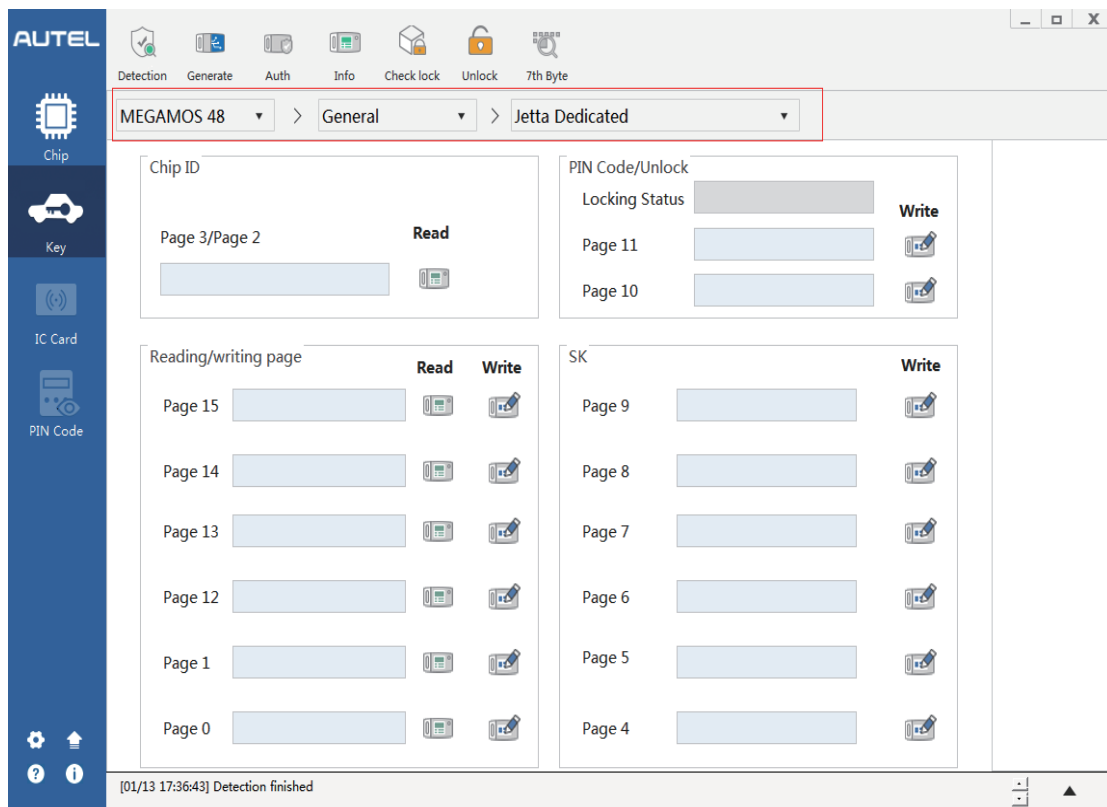 AUTEL
Detection Generate Auth Info Check lock Unlock 7th Byte
MEGAMOS 48 > General > Jetta Dedicated
Chip
Key
IC Card
PIN Code
Chip ID
Page 3/Page 2 Read
PIN Code/Unlock
Locking Status
Write
Page 11
Page 10
Reading/writing page
Read Write
Page 15
Page 14
Page 13
Page 12
Page 1
Page 0
SK
Write
Page 9
Page 8
Page 7
Page 6
Page 5
Page 4
[01/13 17:36:43] Detection finished